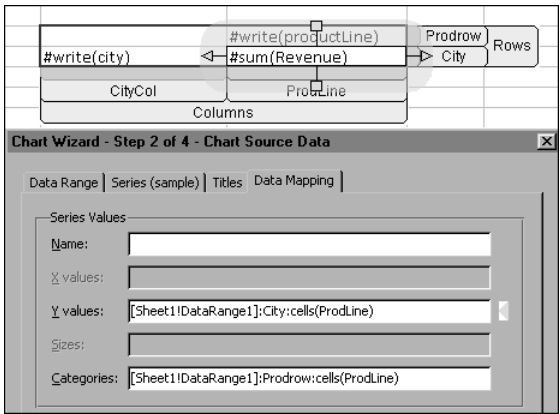 #write(productLine) Prodrow Rows
#write(city) #sum(Revenue) City
CityCol ProdLine
Columns
Chart Wizard - Step 2 of 4 - Chart Source Data
Data Range Series (sample) Titles Data Mapping
Series Values
Name:
X values:
Y values: [Sheet1!DataRange1]:City:cells(ProdLine)
Sizes:
Categories: [Sheet1!DataRange1]:Prodrow:cells(ProdLine)